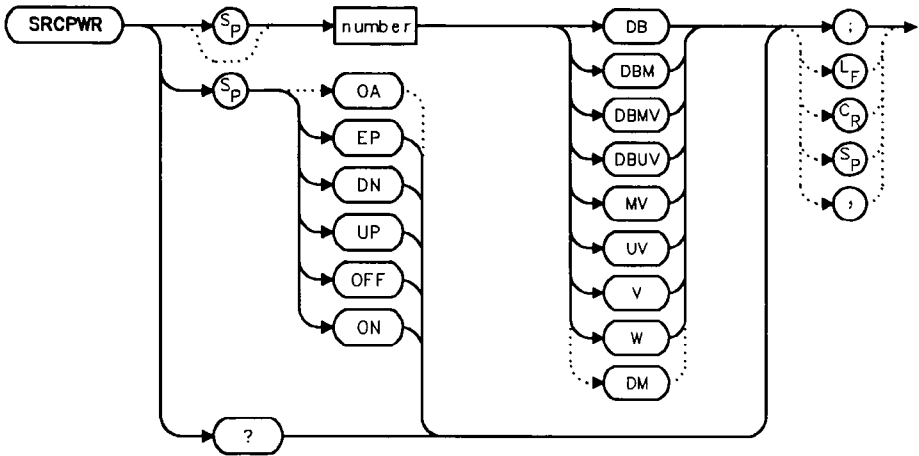 SRCPWR
SP
number
DB
DBM
DBMV
DBUV
MV
UV
V
W
DM
SP
OA
EP
DN
UP
OFF
ON
?
;
LF
CR
SP
,